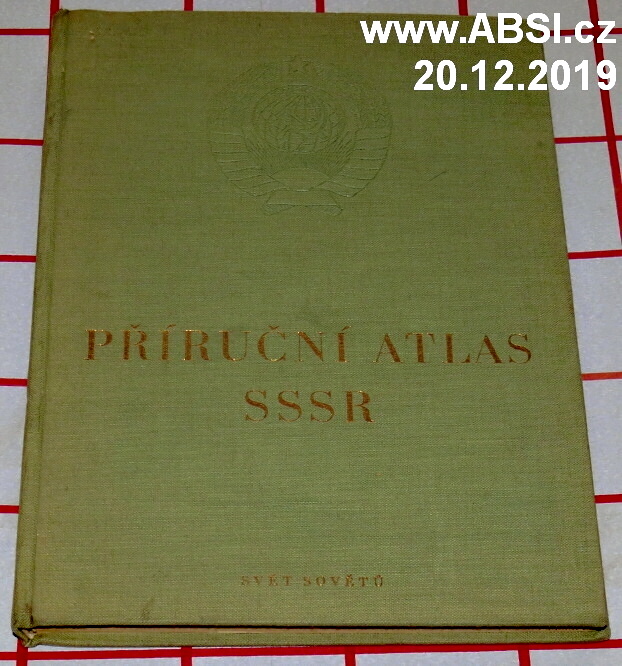 www.ABSI.cz
20.12.2019
PŘÍRUČNÍ ATLAS
SSSR
SVĚT SOVĚTŮ